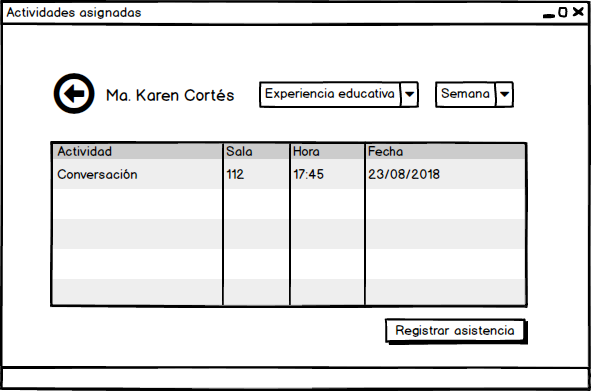 Actividades asignadas
Ma. Karen Cortés
Experiencia educativa
Semana
Actividad Sala Hora Fecha
Conversación 112 17:45 23/08/2018
Registrar asistencia